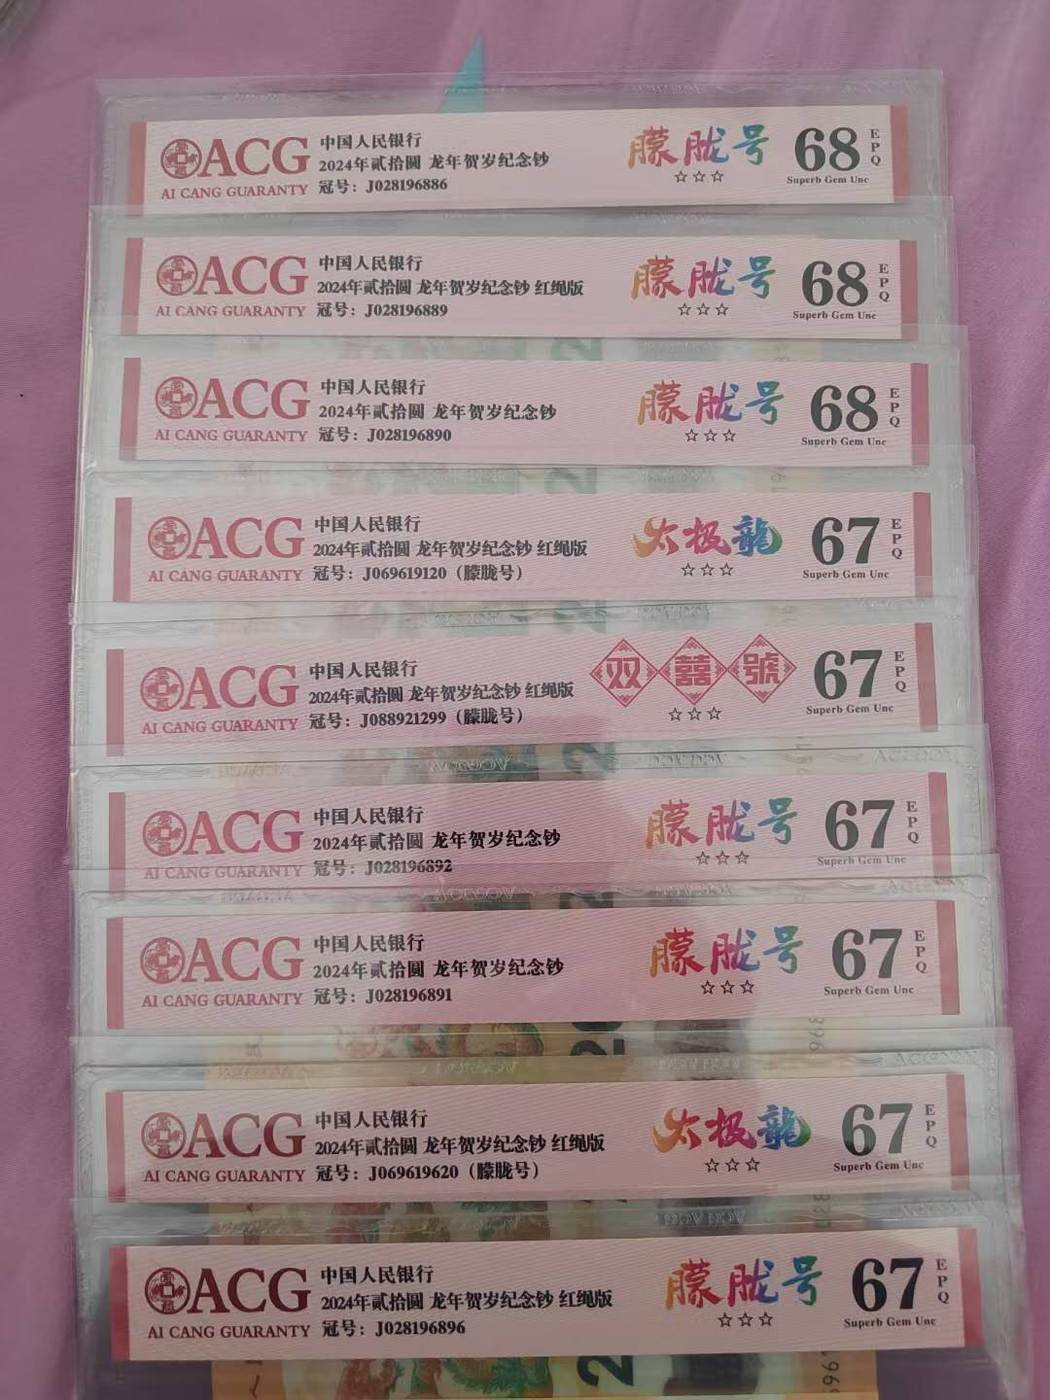 ACG
AI CANG GUARANTY
中国人民银行
2024年贰拾圆 龙年贺岁纪念钞
冠号：J028196886
朦胧号
☆☆☆
68
EPQ
Superb Gem Unc
ACG
AI CANG GUARANTY
中国人民银行
2024年贰拾圆 龙年贺岁纪念钞 红绳版
冠号：J028196889
朦胧号
☆☆☆
68
EPQ
Superb Gem Unc
ACG
AI CANG GUARANTY
中国人民银行
2024年贰拾圆 龙年贺岁纪念钞
冠号：J028196890
朦胧号
☆☆☆
68
EPQ
Superb Gem Unc
ACG
AI CANG GUARANTY
中国人民银行
2024年贰拾圆 龙年贺岁纪念钞 红绳版
冠号：J069619120（朦胧号）
太极龍
☆☆☆
67
EPQ
Superb Gem Unc
ACG
AI CANG GUARANTY
中国人民银行
2024年贰拾圆 龙年贺岁纪念钞 红绳版
冠号：J088921299（朦胧号）
双囍號
☆☆☆
67
EPQ
Superb Gem Unc
ACG
AI CANG GUARANTY
中国人民银行
2024年贰拾圆 龙年贺岁纪念钞
冠号：J028196892
朦胧号
☆☆☆
67
EPQ
Superb Gem Unc
ACG
AI CANG GUARANTY
中国人民银行
2024年贰拾圆 龙年贺岁纪念钞
冠号：J028196891
朦胧号
☆☆☆
67
EPQ
Superb Gem Unc
ACG
AI CANG GUARANTY
中国人民银行
2024年贰拾圆 龙年贺岁纪念钞 红绳版
冠号：J069619620（朦胧号）
太极龍
☆☆☆
67
EPQ
Superb Gem Unc
ACG
AI CANG GUARANTY
中国人民银行
2024年贰拾圆 龙年贺岁纪念钞 红绳版
冠号：J028196896
朦胧号
☆☆☆
67
EPQ
Superb Gem Unc